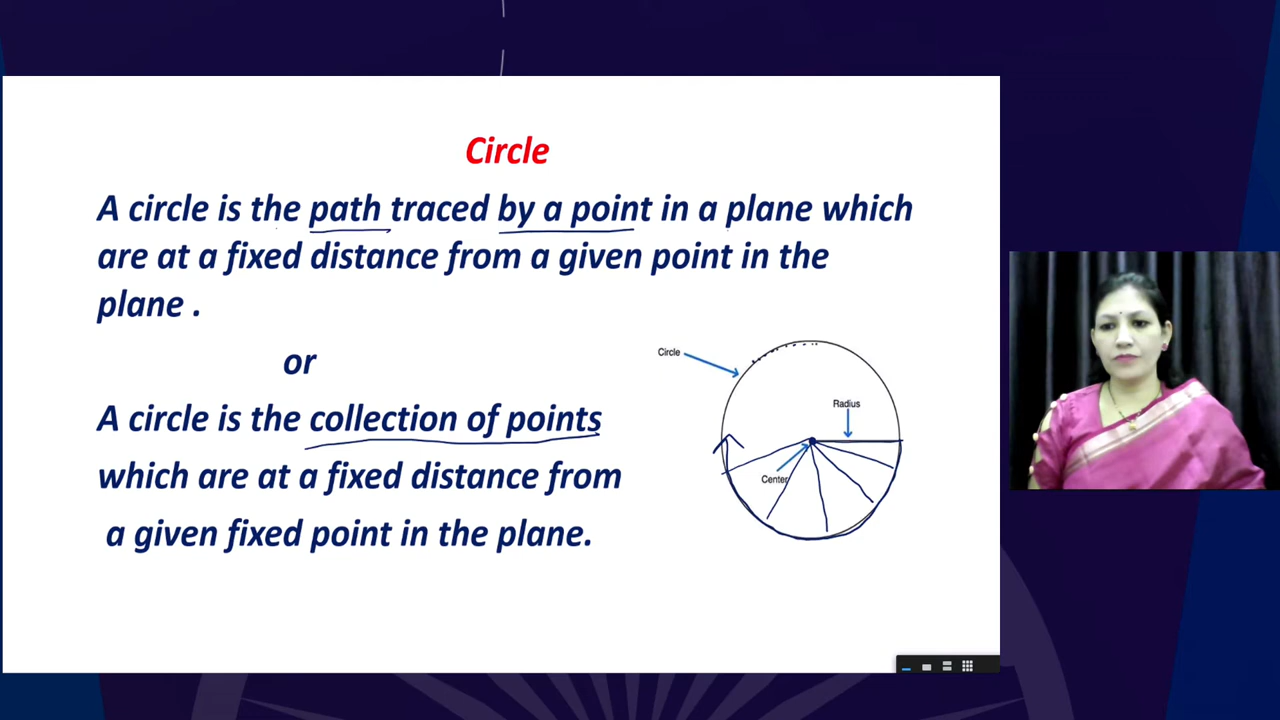 Circle
A circle is the path traced by a point in a plane which
are at a fixed distance from a given point in the
plane .
or
A circle is the collection of points
which are at a fixed distance from
a given fixed point in the plane.
Circle
Radius
Center